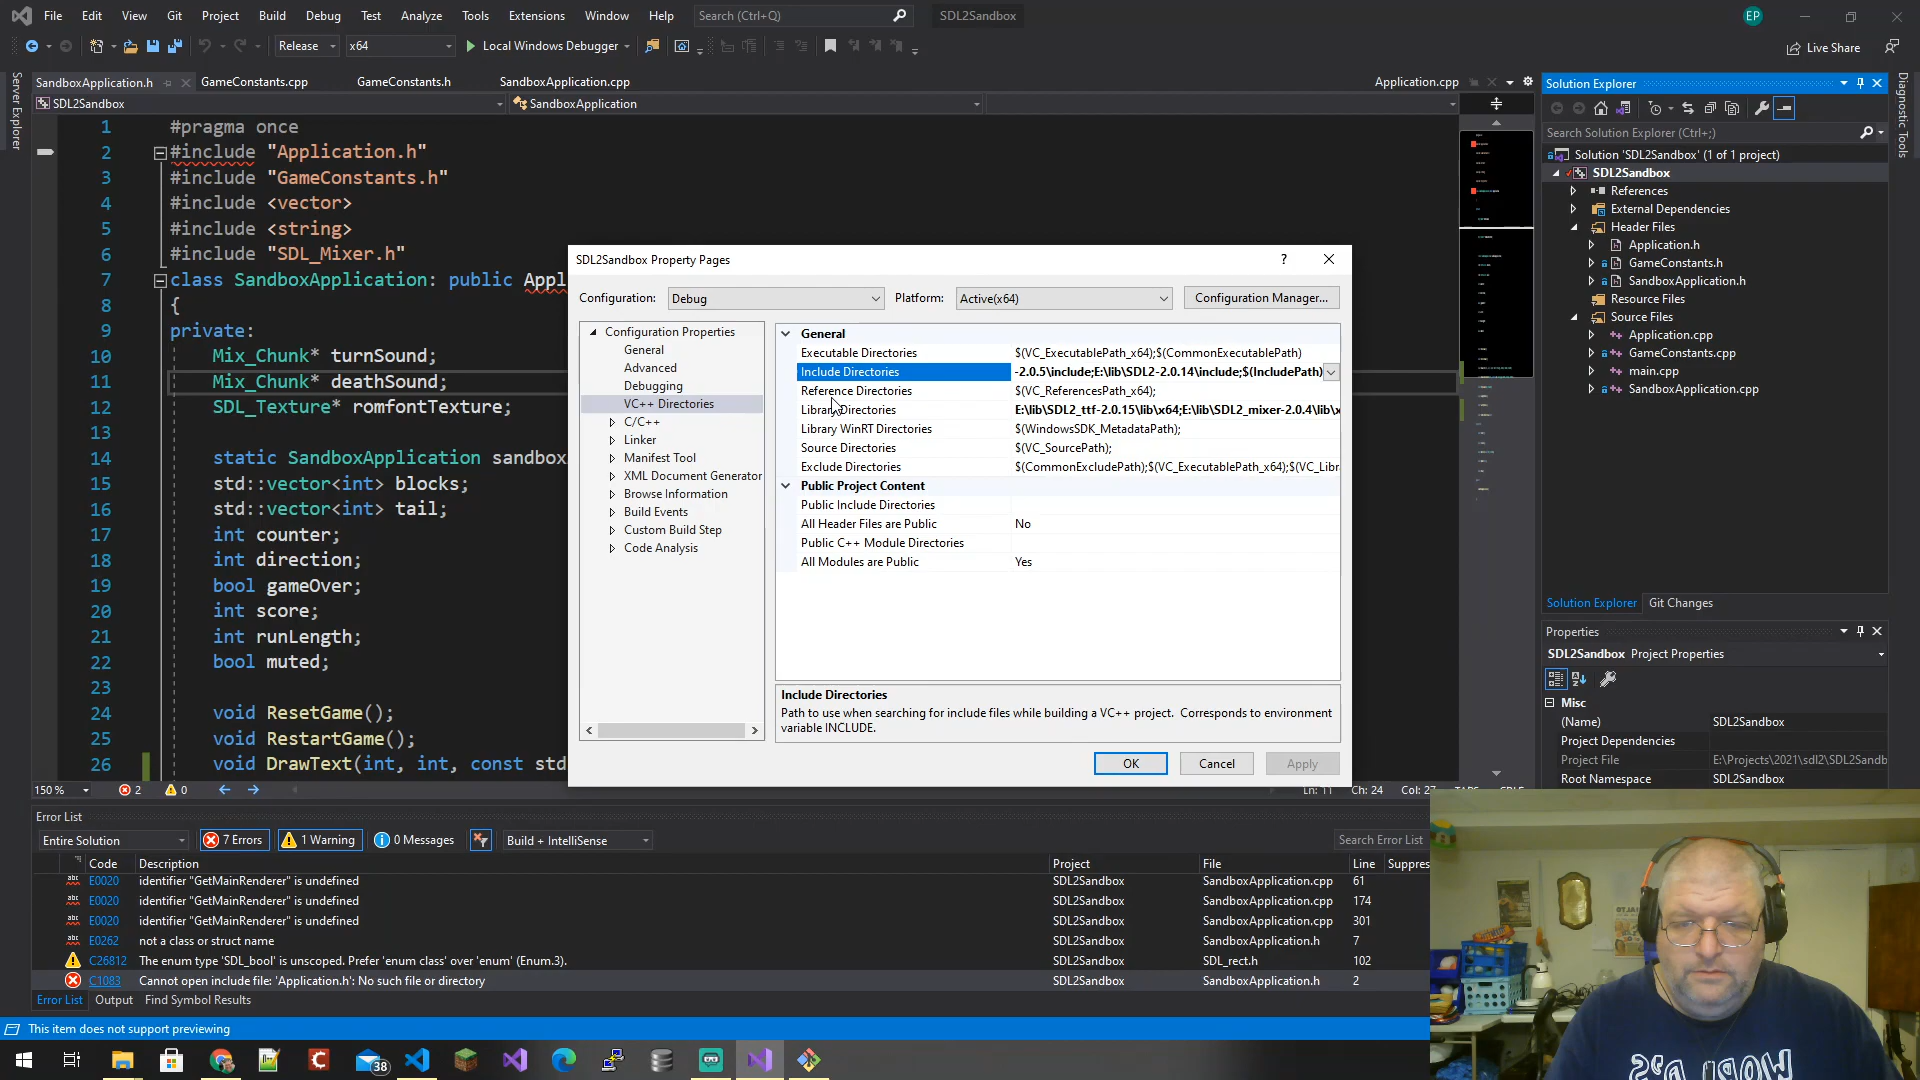 File Edit View Git Project Build Debug Test Analyze Tools Extensions Window Help Search (Ctrl+Q) SDL2Sandbox EP
Release x64 Local Windows Debugger Live Share
SandboxApplication.h GameConstants.cpp GameConstants.h SandboxApplication.cpp Application.cpp
SDL2Sandbox SandboxApplication
Server Explorer
Diagnostic Tools
1 #pragma once
2 #include "Application.h"
3 #include "GameConstants.h"
4 #include <vector>
5 #include <string>
6 #include "SDL_Mixer.h"
7 class SandboxApplication: public Appl
8 {
9 private:
10 Mix_Chunk* turnSound;
11 Mix_Chunk* deathSound;
12 SDL_Texture* romfontTexture;
13
14 static SandboxApplication sandbox
15 std::vector<int> blocks;
16 std::vector<int> tail;
17 int counter;
18 int direction;
19 bool gameOver;
20 int score;
21 int runLength;
22 bool muted;
23
24 void ResetGame();
25 void RestartGame();
26 void DrawText(int, int, const std
150 % 2 0 Ln: 11 Ch: 24 Col: 27
SDL2Sandbox Property Pages ?
Configuration: Debug Platform: Active(x64) Configuration Manager...
Configuration Properties
General
Advanced
Debugging
VC++ Directories
C/C++
Linker
Manifest Tool
XML Document Generator
Browse Information
Build Events
Custom Build Step
Code Analysis
General
Executable Directories $(VC_ExecutablePath_x64);$(CommonExecutablePath)
Include Directories -2.0.5\include;E:\lib\SDL2-2.0.14\include;$(IncludePath)
Reference Directories $(VC_ReferencesPath_x64);
Library Directories E:\lib\SDL2_ttf-2.0.15\lib\x64;E:\lib\SDL2_mixer-2.0.4\lib\x
Library WinRT Directories $(WindowsSDK_MetadataPath);
Source Directories $(VC_SourcePath);
Exclude Directories $(CommonExcludePath);$(VC_ExecutablePath_x64);$(VC_Libr
Public Project Content
Public Include Directories
All Header Files are Public No
Public C++ Module Directories
All Modules are Public Yes
Include Directories
Path to use when searching for include files while building a VC++ project. Corresponds to environment
variable INCLUDE.
OK Cancel Apply
Solution Explorer
Search Solution Explorer (Ctrl+;)
Solution 'SDL2Sandbox' (1 of 1 project)
SDL2Sandbox
References
External Dependencies
Header Files
Application.h
GameConstants.h
SandboxApplication.h
Resource Files
Source Files
Application.cpp
GameConstants.cpp
main.cpp
SandboxApplication.cpp
Solution Explorer Git Changes
Properties
SDL2Sandbox Project Properties
Misc
(Name) SDL2Sandbox
Project Dependencies
Project File E:\Projects\2021\sdl2\SDL2Sandb
Root Namespace SDL2Sandbox
Error List
Entire Solution 7 Errors 1 Warning 0 Messages Build + IntelliSense Search Error List
Code Description Project File Line Suppres
E0020 identifier "GetMainRenderer" is undefined SDL2Sandbox SandboxApplication.cpp 61
E0020 identifier "GetMainRenderer" is undefined SDL2Sandbox SandboxApplication.cpp 174
E0020 identifier "GetMainRenderer" is undefined SDL2Sandbox SandboxApplication.cpp 301
E0262 not a class or struct name SDL2Sandbox SandboxApplication.h 7
C26812 The enum type 'SDL_bool' is unscoped. Prefer 'enum class' over 'enum' (Enum.3). SDL2Sandbox SDL_rect.h 102
C1083 Cannot open include file: 'Application.h': No such file or directory SDL2Sandbox SandboxApplication.h 2
Error List Output Find Symbol Results
This item does not support previewing
38